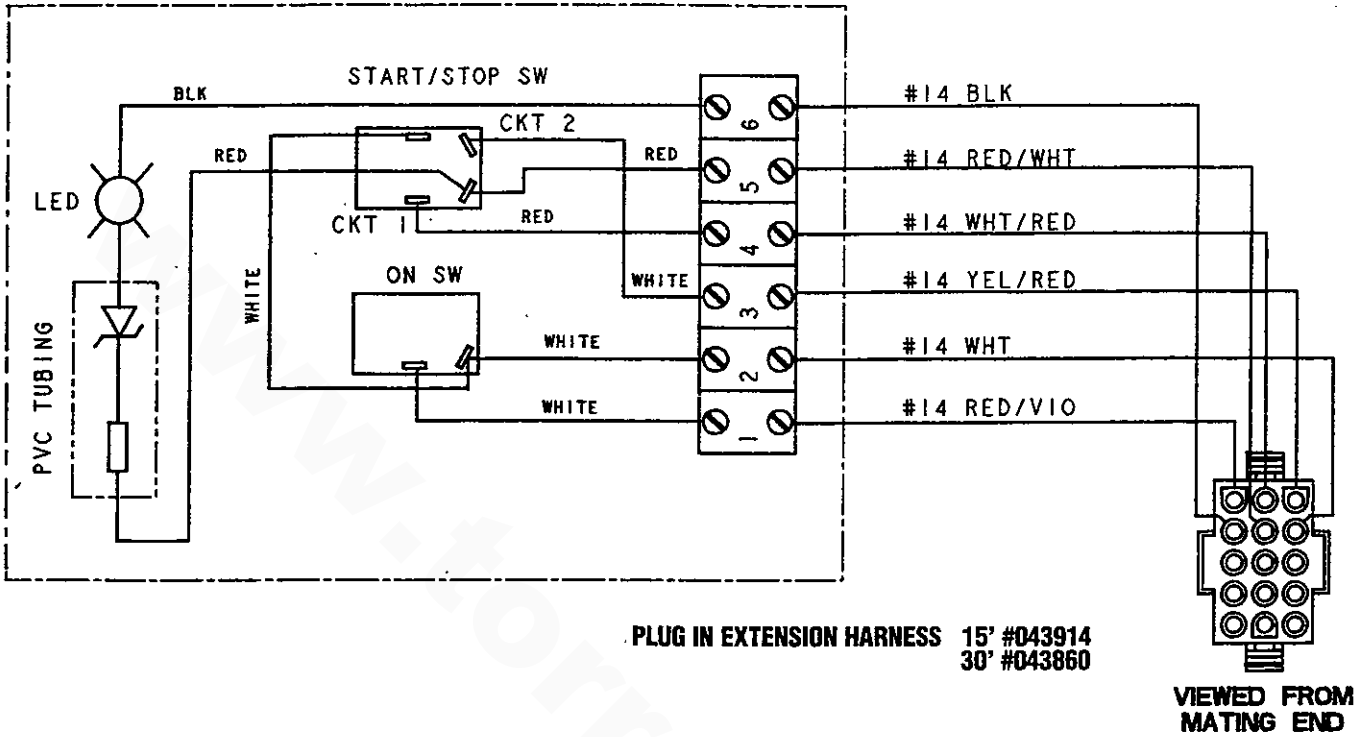 START/STOP SW
BLK
#14 BLK
6
CKT 2
RED
RED
#14 RED/WHT
5
LED
CKT 1
RED
#14 WHT/RED
4
WHITE
ON SW
WHITE
#14 YEL/RED
3
PVC TUBING
WHITE
#14 WHT
2
WHITE
#14 RED/VIO
1
PLUG IN EXTENSION HARNESS 15' #043914
30' #043860
VIEWED FROM
MATING END